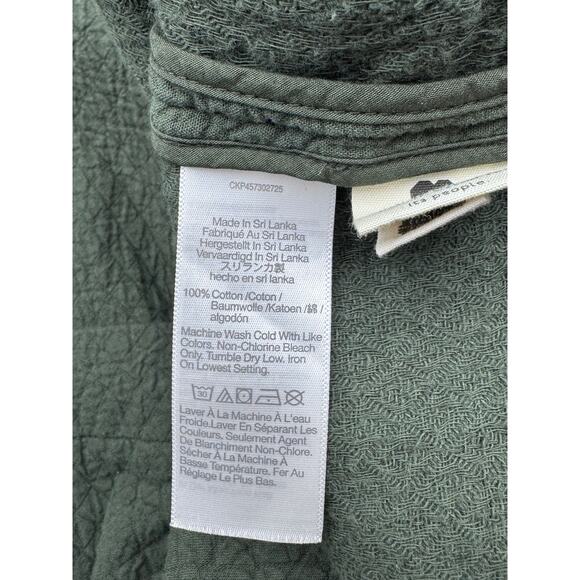 CKP457302725
Made In Sri Lanka
Fabriqué Au Sri Lanka
Hergestellt In Sri Lanka
Vervaardigd In Sri Lanka
スリランカ製
hecho en sri lanka
100% Cotton /Coton /
Baumwolle /Katoen /綿 /
algodón
Machine Wash Cold With Like
Colors. Non-Chlorine Bleach
Only. Tumble Dry Low. Iron
On Lowest Setting.
30
Laver À La Machine À L'eau
Froide.Laver En Séparant Les
Couleurs. Seulement Agent
De Blanchiment Non-Chlore.
Sécher À La Machine À
Basse Température. Fer Au
Réglage Le Plus Bas.
its people.